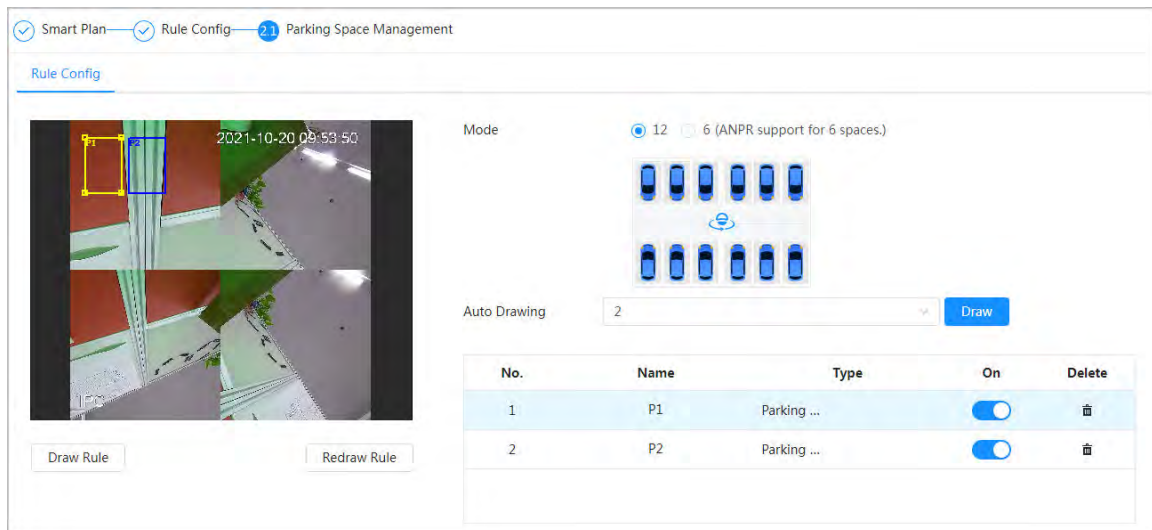 Smart Plan Rule Config 2.1 Parking Space Management
Rule Config
P1 P2 2021-10-20 09:53:50
IPC
Draw Rule Redraw Rule
Mode 12 6 (ANPR support for 6 spaces.)
Auto Drawing 2 Draw
No. Name Type On Delete
1 P1 Parking ...
2 P2 Parking ...